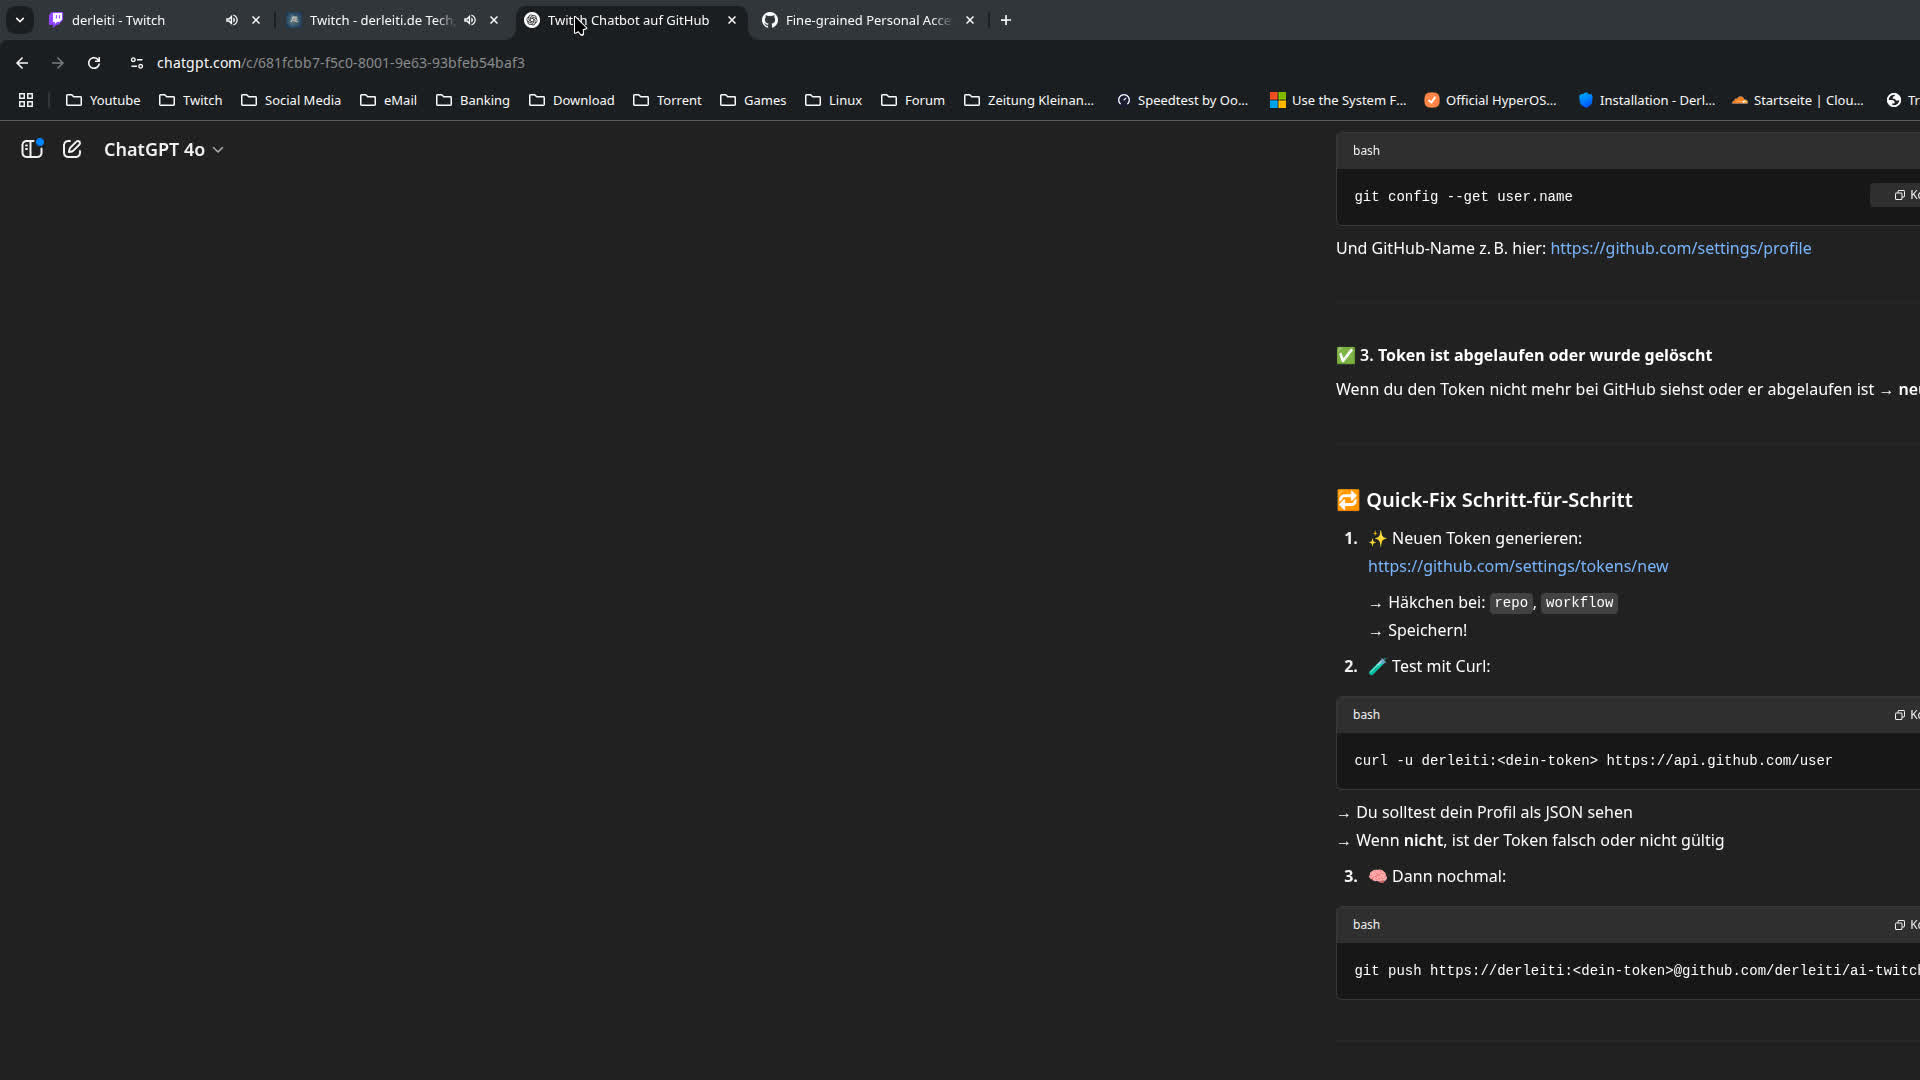 derleiti - Twitch
Twitch - derleiti.de Tech
Twitch Chatbot auf GitHub
Fine-grained Personal Acce
chatgpt.com/c/681fcbb7-f5c0-8001-9e63-93bfeb54baf3
Youtube
Twitch
Social Media
eMail
Banking
Download
Torrent
Games
Linux
Forum
Zeitung Kleinan...
Speedtest by Oo...
Use the System F...
Official HyperOS...
Installation - Derl...
Startseite | Clou...
Tr
ChatGPT 4o
bash
git config --get user.name
Ko
Und GitHub-Name z. B. hier: https://github.com/settings/profile
✅ 3. Token ist abgelaufen oder wurde gelöscht
Wenn du den Token nicht mehr bei GitHub siehst oder er abgelaufen ist → neu
🔁 Quick-Fix Schritt-für-Schritt
1. ✨ Neuen Token generieren:
https://github.com/settings/tokens/new
→ Häkchen bei: repo, workflow
→ Speichern!
2. 🧪 Test mit Curl:
bash
Ko
curl -u derleiti:<dein-token> https://api.github.com/user
→ Du solltest dein Profil als JSON sehen
→ Wenn nicht, ist der Token falsch oder nicht gültig
3. 🧠 Dann nochmal:
bash
Ko
git push https://derleiti:<dein-token>@github.com/derleiti/ai-twitch